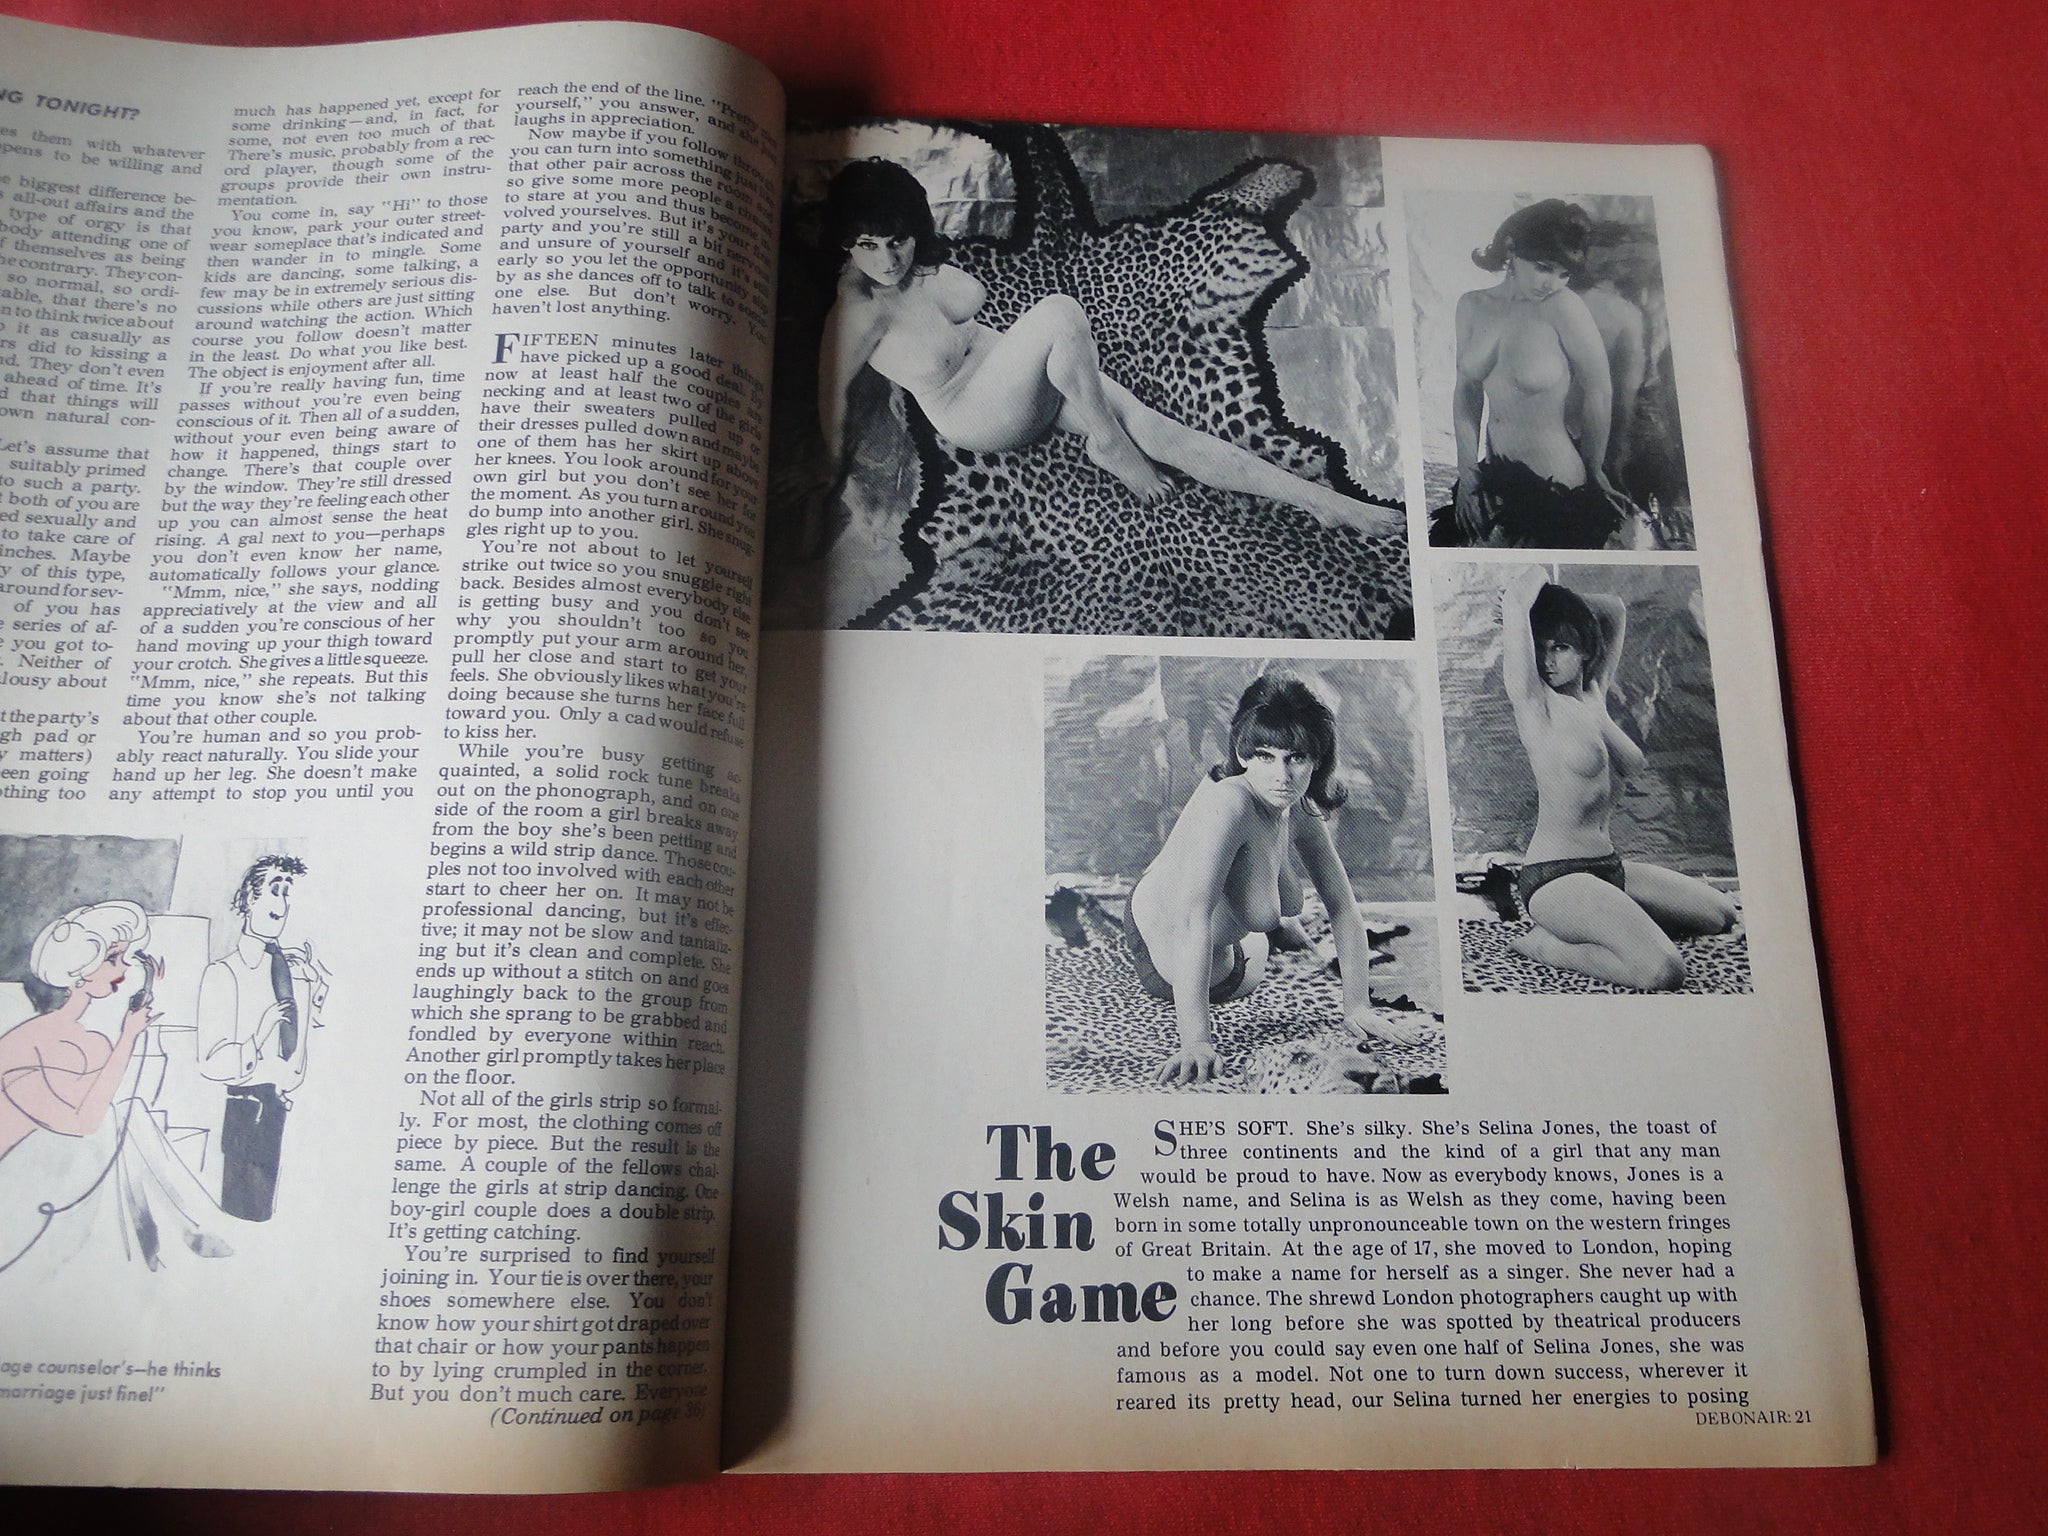 NG TONIGHT?
es them with whatever
pens to be willing and
e biggest difference be-
s all-out affairs and the
type of orgy is that
body attending one of
f themselves as being
he contrary. They con-
so normal, so ordi-
table, that there's no
n to think twice about
o it as casually as
rs did to kissing a
nd. They don't even
ahead of time. It's
d that things will
own natural con-
Let's assume that
suitably primed
to such a party.
t both of you are
ed sexually and
to take care of
inches. Maybe
y of this type,
around for sev-
of you has
e series of af-
e you got to-
. Neither of
lousy about
t the party's
gh pad or
y matters)
een going
othing too
much has happened yet, except for
some drinking—and, in fact, for
some, not even too much of that.
There's music, probably from a rec-
ord player, though some of the
groups provide their own instru-
mentation.
You come in, say "Hi" to those
you know, park your outer street-
wear someplace that's indicated and
then wander in to mingle. Some
kids are dancing, some talking, a
few may be in extremely serious dis-
cussions while others are just sitting
around watching the action. Which
course you follow doesn't matter
in the least. Do what you like best.
The object is enjoyment after all.
If you're really having fun, time
passes without you're even being
conscious of it. Then all of a sudden,
without your even being aware of
how it happened, things start to
change. There's that couple over
by the window. They're still dressed
but the way they're feeling each other
up you can almost sense the heat
rising. A gal next to you—perhaps
you don't even know her name,
automatically follows your glance.
"Mmm, nice," she says, nodding
appreciatively at the view and all
of a sudden you're conscious of her
hand moving up your thigh toward
your crotch. She gives a little squeeze.
"Mmm, nice," she repeats. But this
time you know she's not talking
about that other couple.
You're human and so you prob-
ably react naturally. You slide your
hand up her leg. She doesn't make
any attempt to stop you until you
age counselor's—he thinks
marriage just fine!"
reach the end of the line. "Pretty
yourself," you answer, and she just
laughs in appreciation.
Now maybe if you follow through
you can turn into something just like
that other pair across the room and
so give some more people a chance
to stare at you and thus become in-
volved yourselves. But it's your first
party and you're still a bit nervous
and unsure of yourself and it's still
early so you let the opportunity slip
by as she dances off to talk to some-
one else. But don't worry. You
haven't lost anything.
FIFTEEN minutes later things
have picked up a good deal. By
now at least half the couples are
necking and at least two of the girls
have their sweaters pulled up or
their dresses pulled down and maybe
one of them has her skirt up above
her knees. You look around for your
own girl but you don't see her for
the moment. As you turn around you
do bump into another girl. She snug-
gles right up to you.
You're not about to let yourself
strike out twice so you snuggle right
back. Besides almost everybody else
is getting busy and you don't see
why you shouldn't too so you
promptly put your arm around her,
pull her close and start to get your
feels. She obviously likes what you're
doing because she turns her face full
toward you. Only a cad would refuse
to kiss her.
While you're busy getting ac-
quainted, a solid rock tune breaks
out on the phonograph, and on one
side of the room a girl breaks away
from the boy she's been petting and
begins a wild strip dance. Those cou-
ples not too involved with each other
start to cheer her on. It may not be
professional dancing, but it's effec-
tive; it may not be slow and tantaliz-
ing but it's clean and complete. She
ends up without a stitch on and goes
laughingly back to the group from
which she sprang to be grabbed and
fondled by everyone within reach.
Another girl promptly takes her place
on the floor.
Not all of the girls strip so formal-
ly. For most, the clothing comes off
piece by piece. But the result is the
same. A couple of the fellows chal-
lenge the girls at strip dancing. One
boy-girl couple does a double strip.
It's getting catching.
You're surprised to find yourself
joining in. Your tie is over there, your
shoes somewhere else. You don't
know how your shirt got draped over
that chair or how your pants happen
to by lying crumpled in the corner.
But you don't much care. Everyone
(Continued on page 36)
The
Skin
Game
SHE'S SOFT. She's silky. She's Selina Jones, the toast of
three continents and the kind of a girl that any man
would be proud to have. Now as everybody knows, Jones is a
Welsh name, and Selina is as Welsh as they come, having been
born in some totally unpronounceable town on the western fringes
of Great Britain. At the age of 17, she moved to London, hoping
to make a name for herself as a singer. She never had a
chance. The shrewd London photographers caught up with
her long before she was spotted by theatrical producers
and before you could say even one half of Selina Jones, she was
famous as a model. Not one to turn down success, wherever it
reared its pretty head, our Selina turned her energies to posing
DEBONAIR: 21